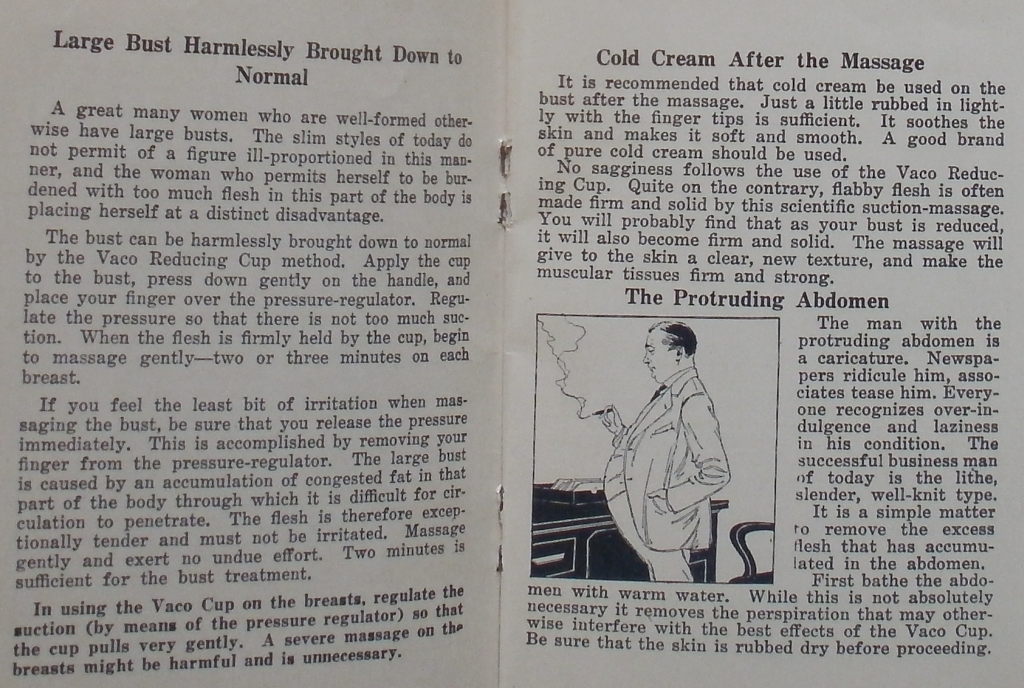 Large Bust Harmlessly Brought Down to
Normal
A great many women who are well-formed other-
wise have large busts. The slim styles of today do
not permit of a figure ill-proportioned in this man-
ner, and the woman who permits herself to be bur-
dened with too much flesh in this part of the body is
placing herself at a distinct disadvantage.
The bust can be harmlessly brought down to normal
by the Vaco Reducing Cup method. Apply the cup
to the bust, press down gently on the handle, and
place your finger over the pressure-regulator. Regu-
late the pressure so that there is not too much suc-
tion. When the flesh is firmly held by the cup, begin
to massage gently—two or three minutes on each
breast.
If you feel the least bit of irritation when mas-
saging the bust, be sure that you release the pressure
immediately. This is accomplished by removing your
finger from the pressure-regulator. The large bust
is caused by an accumulation of congested fat in that
part of the body through which it is difficult for cir-
culation to penetrate. The flesh is therefore excep-
tionally tender and must not be irritated. Massage
gently and exert no undue effort. Two minutes is
sufficient for the bust treatment.
In using the Vaco Cup on the breasts, regulate the
suction (by means of the pressure regulator) so that
the cup pulls very gently. A severe massage on the
breasts might be harmful and is unnecessary.
Cold Cream After the Massage
It is recommended that cold cream be used on the
bust after the massage. Just a little rubbed in light-
ly with the finger tips is sufficient. It soothes the
skin and makes it soft and smooth. A good brand
of pure cold cream should be used.
No sagginess follows the use of the Vaco Reduc-
ing Cup. Quite on the contrary, flabby flesh is often
made firm and solid by this scientific suction-massage.
You will probably find that as your bust is reduced,
it will also become firm and solid. The massage will
give to the skin a clear, new texture, and make the
muscular tissues firm and strong.
The Protruding Abdomen
The man with the
protruding abdomen is
a caricature. Newspa-
pers ridicule him, asso-
ciates tease him. Every-
one recognizes over-in-
dulgence and laziness
in his condition. The
successful business man
of today is the lithe,
slender, well-knit type.
It is a simple matter
to remove the excess
flesh that has accumu-
lated in the abdomen.
First bathe the abdo-
men with warm water. While this is not absolutely
necessary it removes the perspiration that may other-
wise interfere with the best effects of the Vaco Cup.
Be sure that the skin is rubbed dry before proceeding.